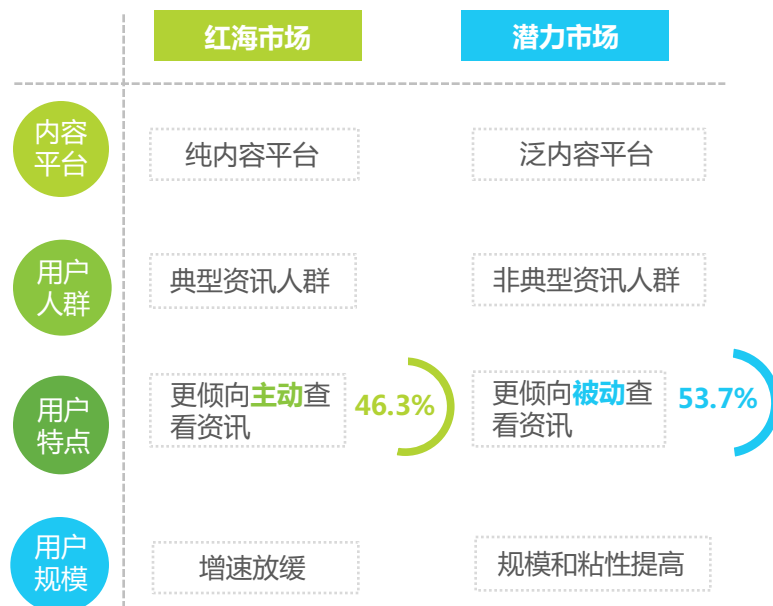 红海市场
潜力市场
内容
平台
纯内容平台
泛内容平台
用户
人群
典型资讯人群
非典型资讯人群
用户
特点
更倾向主动查
看资讯
46.3%
更倾向被动查
看资讯
53.7%
用户
规模
增速放缓
规模和粘性提高